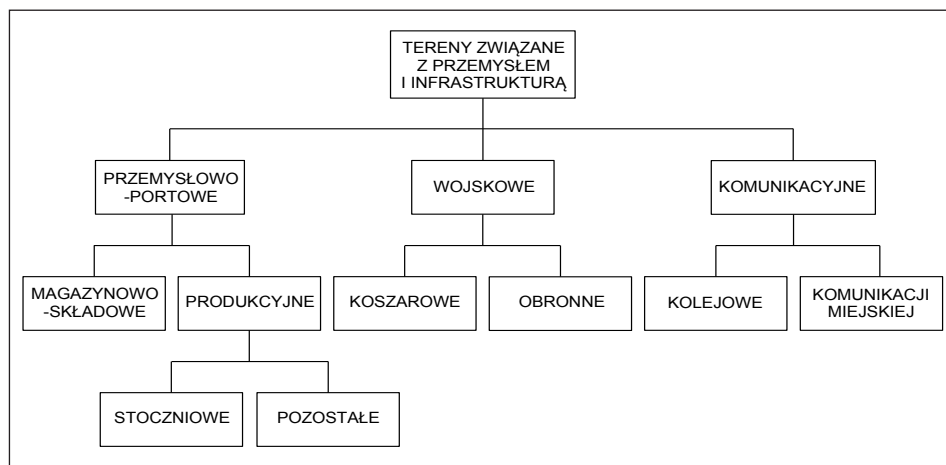 TERENY ZWIĄZANE
Z PRZEMYSŁEM
I INFRASTRUKTURĄ
PRZEMYSŁOWO
-PORTOWE
WOJSKOWE
KOMUNIKACYJNE
MAGAZYNOWO
-SKŁADOWE
PRODUKCYJNE
KOSZAROWE
OBRONNE
KOLEJOWE
KOMUNIKACJI
MIEJSKIEJ
STOCZNIOWE
POZOSTAŁE